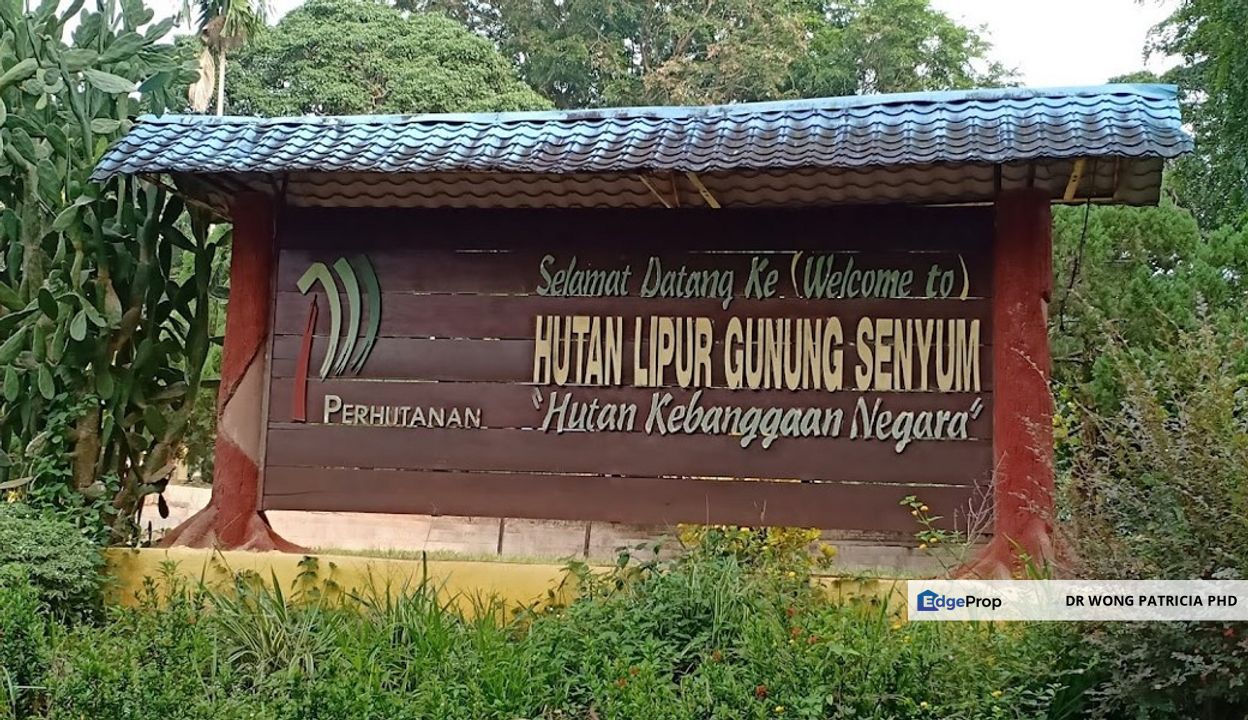 Selamat Datang Ke (Welcome to)
HUTAN LIPUR GUNUNG SENYUM
"Hutan Kebanggaan Negara"
PERHUTANAN
EdgeProp DR WONG PATRICIA PHD